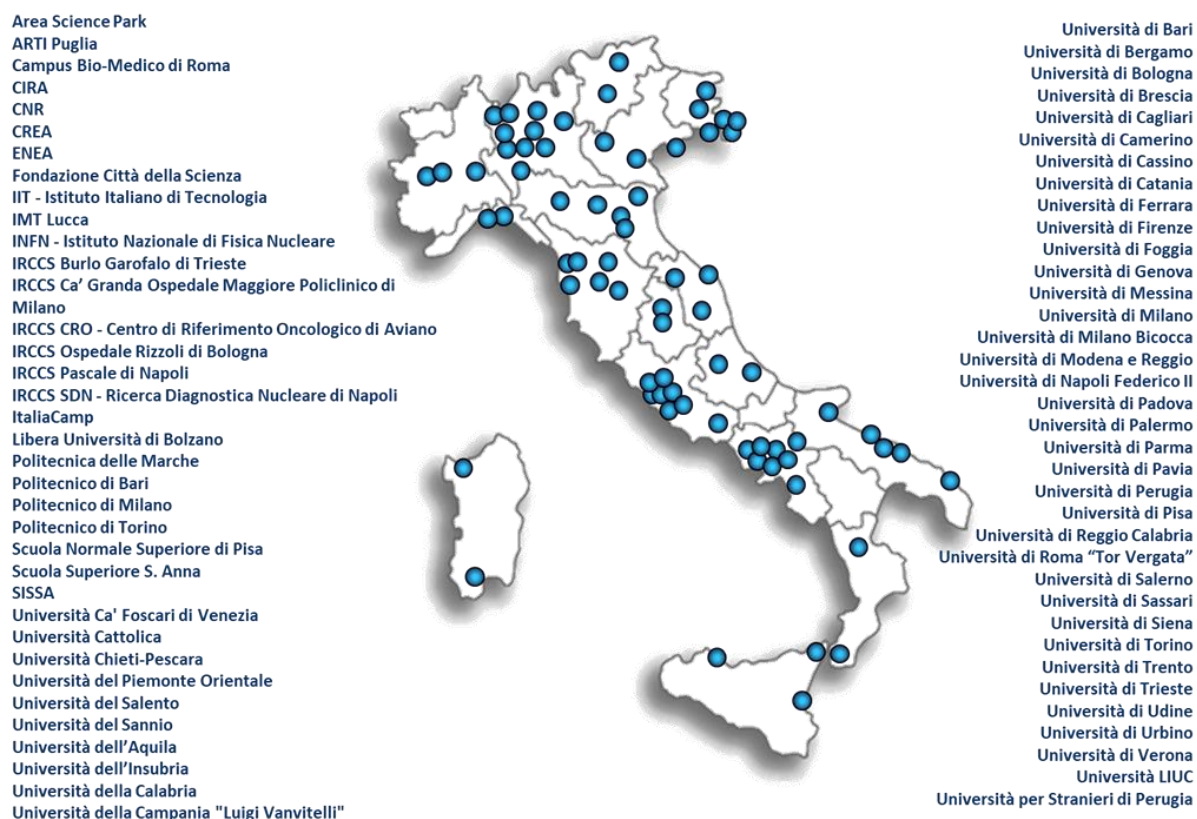 Area Science Park
ARTI Puglia
Campus Bio-Medico di Roma
CIRA
CNR
CREA
ENEA
Fondazione Città della Scienza
IIT - Istituto Italiano di Tecnologia
IMT Lucca
INFN - Istituto Nazionale di Fisica Nucleare
IRCCS Burlo Garofalo di Trieste
IRCCS Ca’ Granda Ospedale Maggiore Policlinico di
Milano
IRCCS CRO - Centro di Riferimento Oncologico di Aviano
IRCCS Ospedale Rizzoli di Bologna
IRCCS Pascale di Napoli
IRCCS SDN - Ricerca Diagnostica Nucleare di Napoli
ItaliaCamp
Libera Università di Bolzano
Politecnica delle Marche
Politecnico di Bari
Politecnico di Milano
Politecnico di Torino
Scuola Normale Superiore di Pisa
Scuola Superiore S. Anna
SISSA
Università Ca' Foscari di Venezia
Università Cattolica
Università Chieti-Pescara
Università del Piemonte Orientale
Università del Salento
Università del Sannio
Università dell’Aquila
Università dell’Insubria
Università della Calabria
Università della Campania "Luigi Vanvitelli"
Università di Bari
Università di Bergamo
Università di Bologna
Università di Brescia
Università di Cagliari
Università di Camerino
Università di Cassino
Università di Catania
Università di Ferrara
Università di Firenze
Università di Foggia
Università di Genova
Università di Messina
Università di Milano
Università di Milano Bicocca
Università di Modena e Reggio
Università di Napoli Federico II
Università di Padova
Università di Palermo
Università di Parma
Università di Pavia
Università di Perugia
Università di Pisa
Università di Reggio Calabria
Università di Roma “Tor Vergata”
Università di Salerno
Università di Sassari
Università di Siena
Università di Torino
Università di Trento
Università di Trieste
Università di Udine
Università di Urbino
Università di Verona
Università LIUC
Università per Stranieri di Perugia